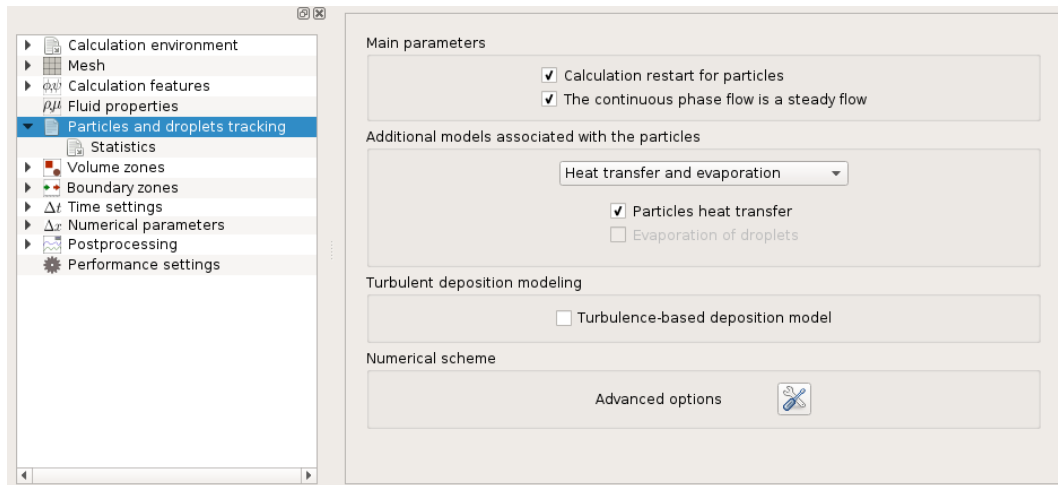 Calculation environment
Mesh
φ,ψ Calculation features
ρ,μ Fluid properties
Particles and droplets tracking
Statistics
Volume zones
Boundary zones
Δt Time settings
Δx Numerical parameters
Postprocessing
Performance settings
Main parameters
Calculation restart for particles
The continuous phase flow is a steady flow
Additional models associated with the particles
Heat transfer and evaporation
Particles heat transfer
Evaporation of droplets
Turbulent deposition modeling
Turbulence-based deposition model
Numerical scheme
Advanced options